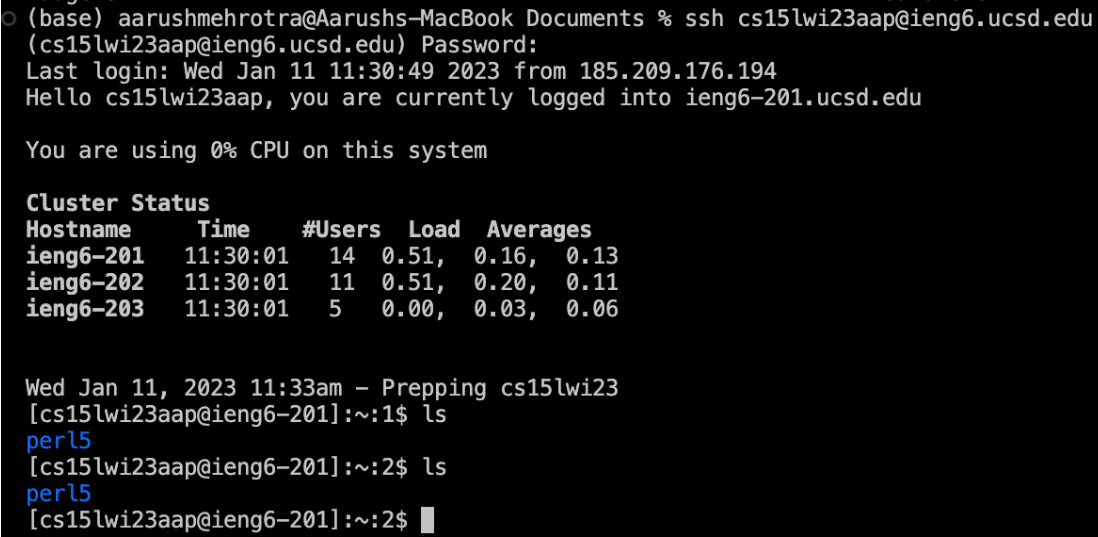 (base) aarushmehrotra@Aarushs-MacBook Documents % ssh cs15lwi23aap@ieng6.ucsd.edu
(cs15lwi23aap@ieng6.ucsd.edu) Password:
Last login: Wed Jan 11 11:30:49 2023 from 185.209.176.194
Hello cs15lwi23aap, you are currently logged into ieng6-201.ucsd.edu
You are using 0% CPU on this system
Cluster Status
Hostname     Time    #Users  Load  Averages
ieng6-201   11:30:01   14  0.51,  0.16,  0.13
ieng6-202   11:30:01   11  0.51,  0.20,  0.11
ieng6-203   11:30:01   5   0.00,  0.03,  0.06
Wed Jan 11, 2023 11:33am - Prepping cs15lwi23
[cs15lwi23aap@ieng6-201]:~:1$ ls
perl5
[cs15lwi23aap@ieng6-201]:~:2$ ls
perl5
[cs15lwi23aap@ieng6-201]:~:2$